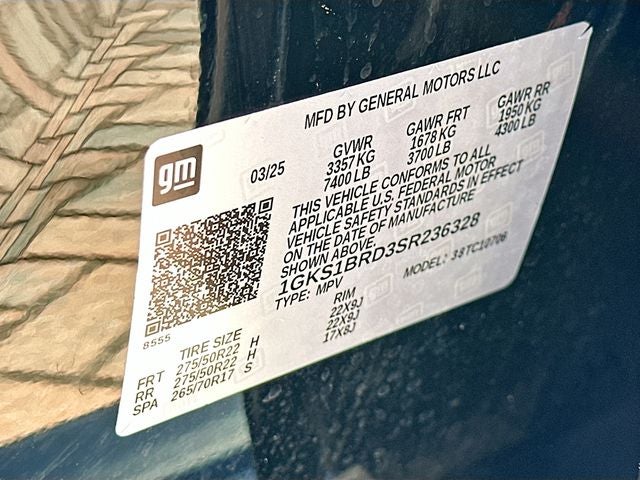 MFD BY GENERAL MOTORS LLC
gm
03/25
GVWR GAWR FRT GAWR RR
3357 KG 1678 KG 1950 KG
7400 LB 3700 LB 4300 LB
THIS VEHICLE CONFORMS TO ALL
APPLICABLE U.S. FEDERAL MOTOR
VEHICLE SAFETY STANDARDS IN EFFECT
ON THE DATE OF MANUFACTURE
SHOWN ABOVE.
1GKS1BRD3SR236328
TYPE: MPV MODEL: 38TC10706
8555
TIRE SIZE RIM
FRT 275/50R22 H 22X9J
RR 275/50R22 H 22X9J
SPA 265/70R17 S 17X8J